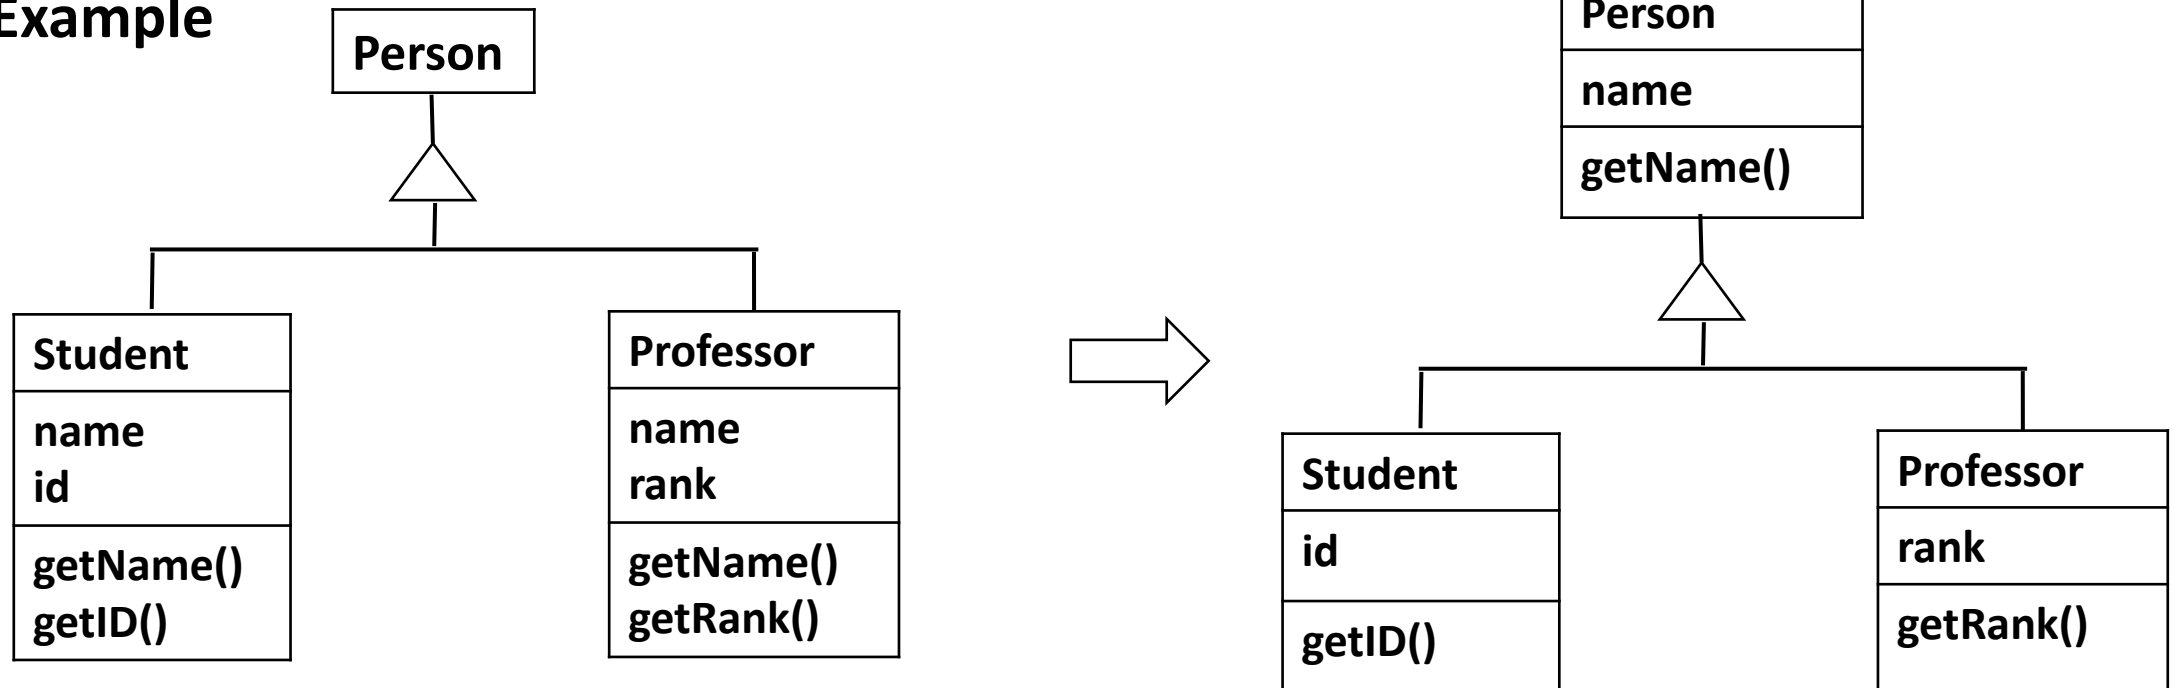 Example
Person
Student
name
id
getName()
getID()
Professor
name
rank
getName()
getRank()
Person
name
getName()
Student
id
getID()
Professor
rank
getRank()